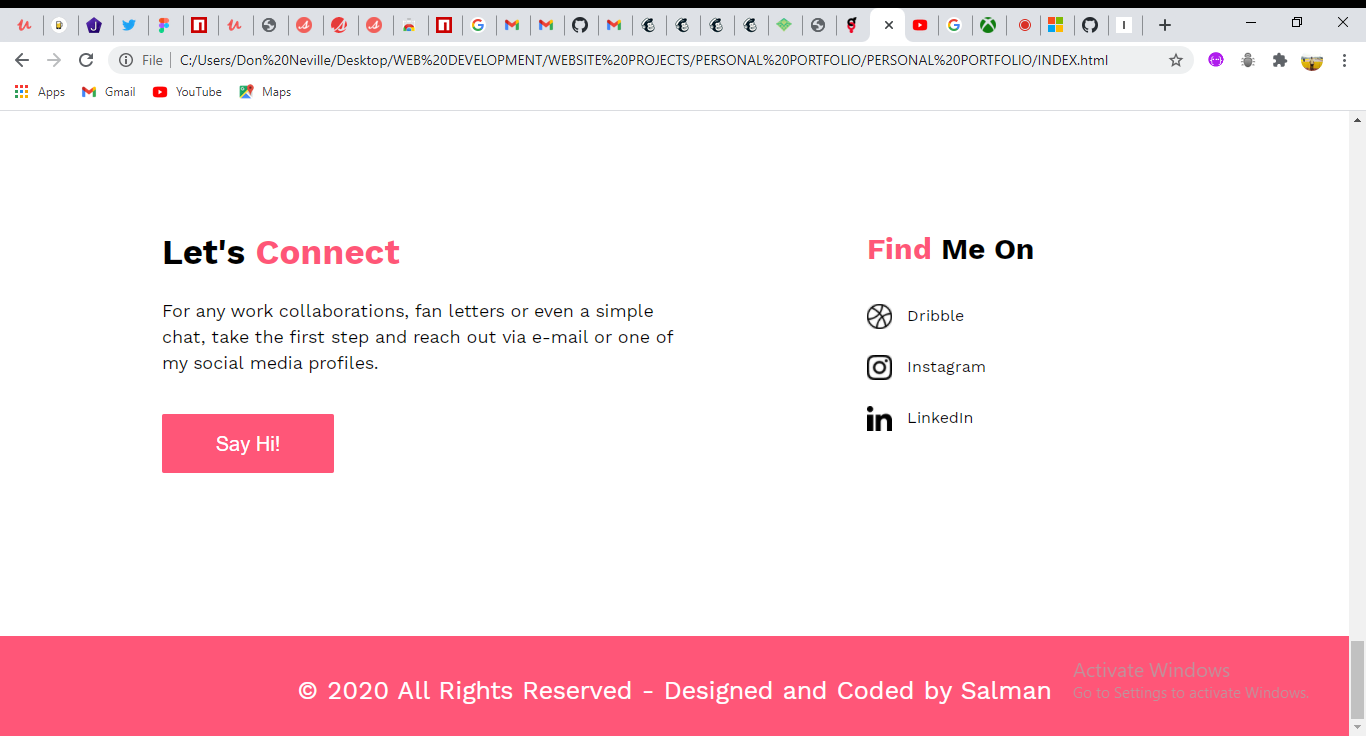 File
C:/Users/Don%20Neville/Desktop/WEB%20DEVELOPMENT/WEBSITE%20PROJECTS/PERSONAL%20PORTFOLIO/PERSONAL%20PORTFOLIO/INDEX.html
Apps Gmail YouTube Maps
Let's Connect
For any work collaborations, fan letters or even a simple
chat, take the first step and reach out via e-mail or one of
my social media profiles.
Say Hi!
Find Me On
Dribble
Instagram
LinkedIn
© 2020 All Rights Reserved - Designed and Coded by Salman
Activate Windows
Go to Settings to activate Windows.